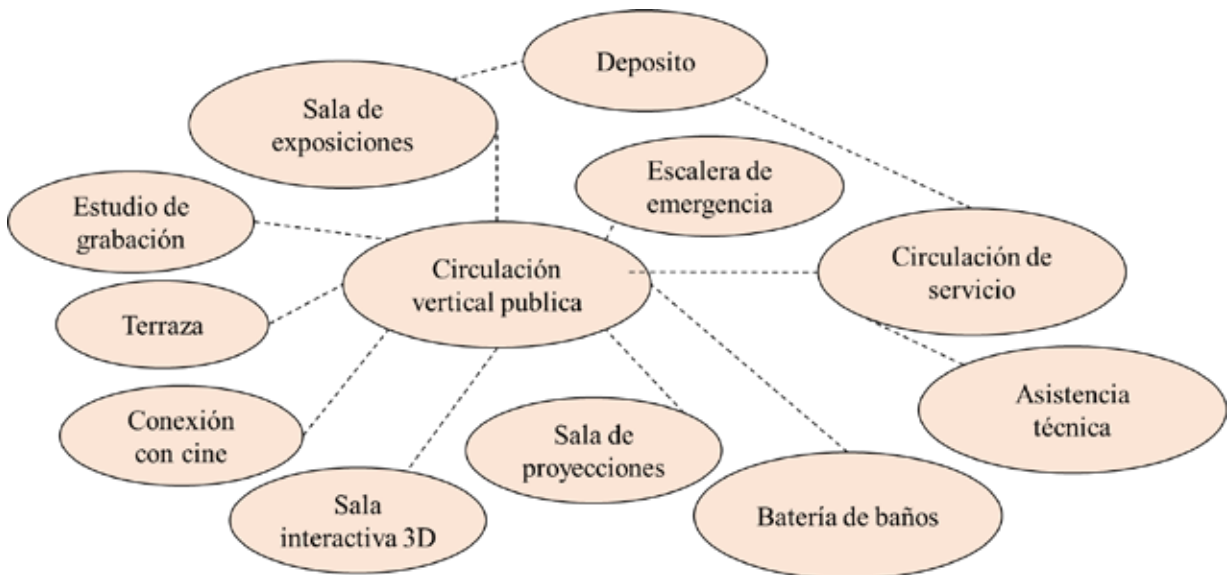 Deposito
Sala de
exposiciones
Escalera de
emergencia
Estudio de
grabación
Circulación
vertical publica
Circulación de
servicio
Terraza
Asistencia
técnica
Conexión
con cine
Sala de
proyecciones
Sala
interactiva 3D
Batería de baños